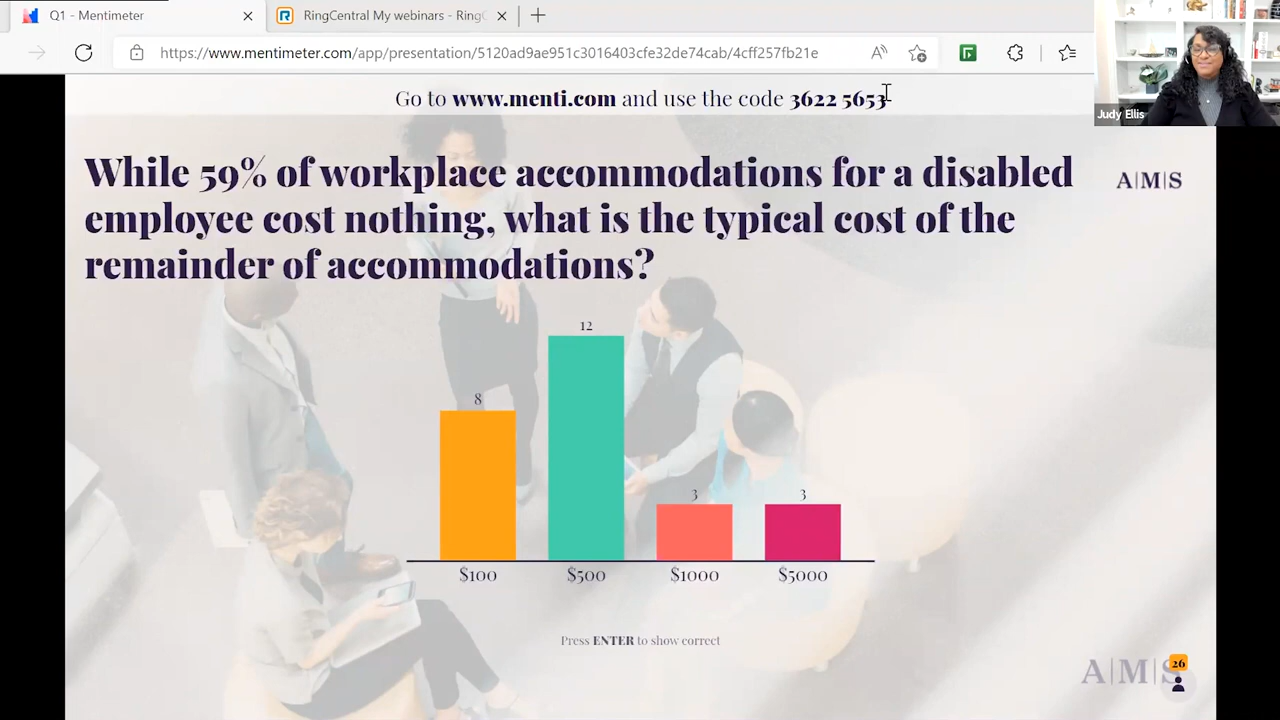 Q1 - Mentimeter
RingCentral My webinars - RingC
https://www.mentimeter.com/app/presentation/5120ad9ae951c3016403cfe32de74cab/4cff257fb21e
Judy Ellis
Go to www.menti.com and use the code 3622 5653
While 59% of workplace accommodations for a disabled
employee cost nothing, what is the typical cost of the
remainder of accommodations?
A|M|S
8
12
3
3
$100
$500
$1000
$5000
Press ENTER to show correct
A|M|S
26